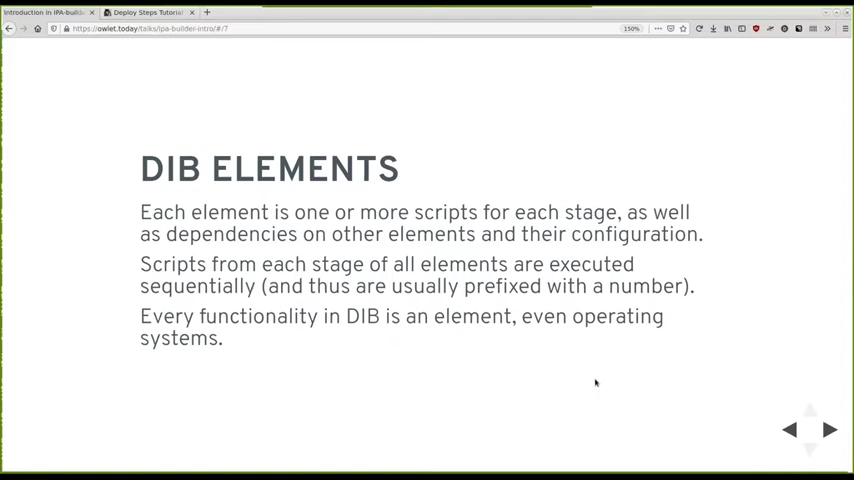 Introduction in IPA-builde
Deploy Steps Tutorial
https://owlet.today/talks/ipa-builder-intro/#/7
150%
DIB ELEMENTS
Each element is one or more scripts for each stage, as well
as dependencies on other elements and their configuration.
Scripts from each stage of all elements are executed
sequentially (and thus are usually prefixed with a number).
Every functionality in DIB is an element, even operating
systems.